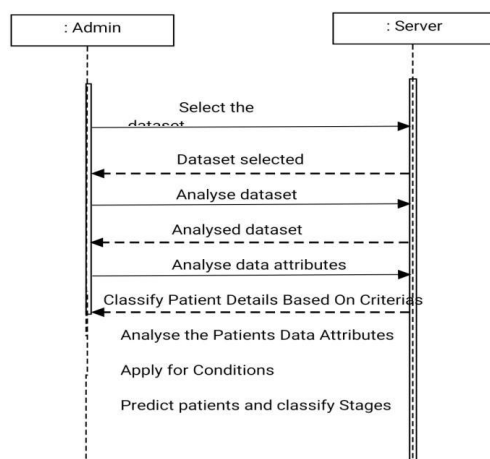 : Admin
: Server
Select the
dataset
Dataset selected
Analyse dataset
Analysed dataset
Analyse data attributes
Classify Patient Details Based On Criterias
Analyse the Patients Data Attributes
Apply for Conditions
Predict patients and classify Stages